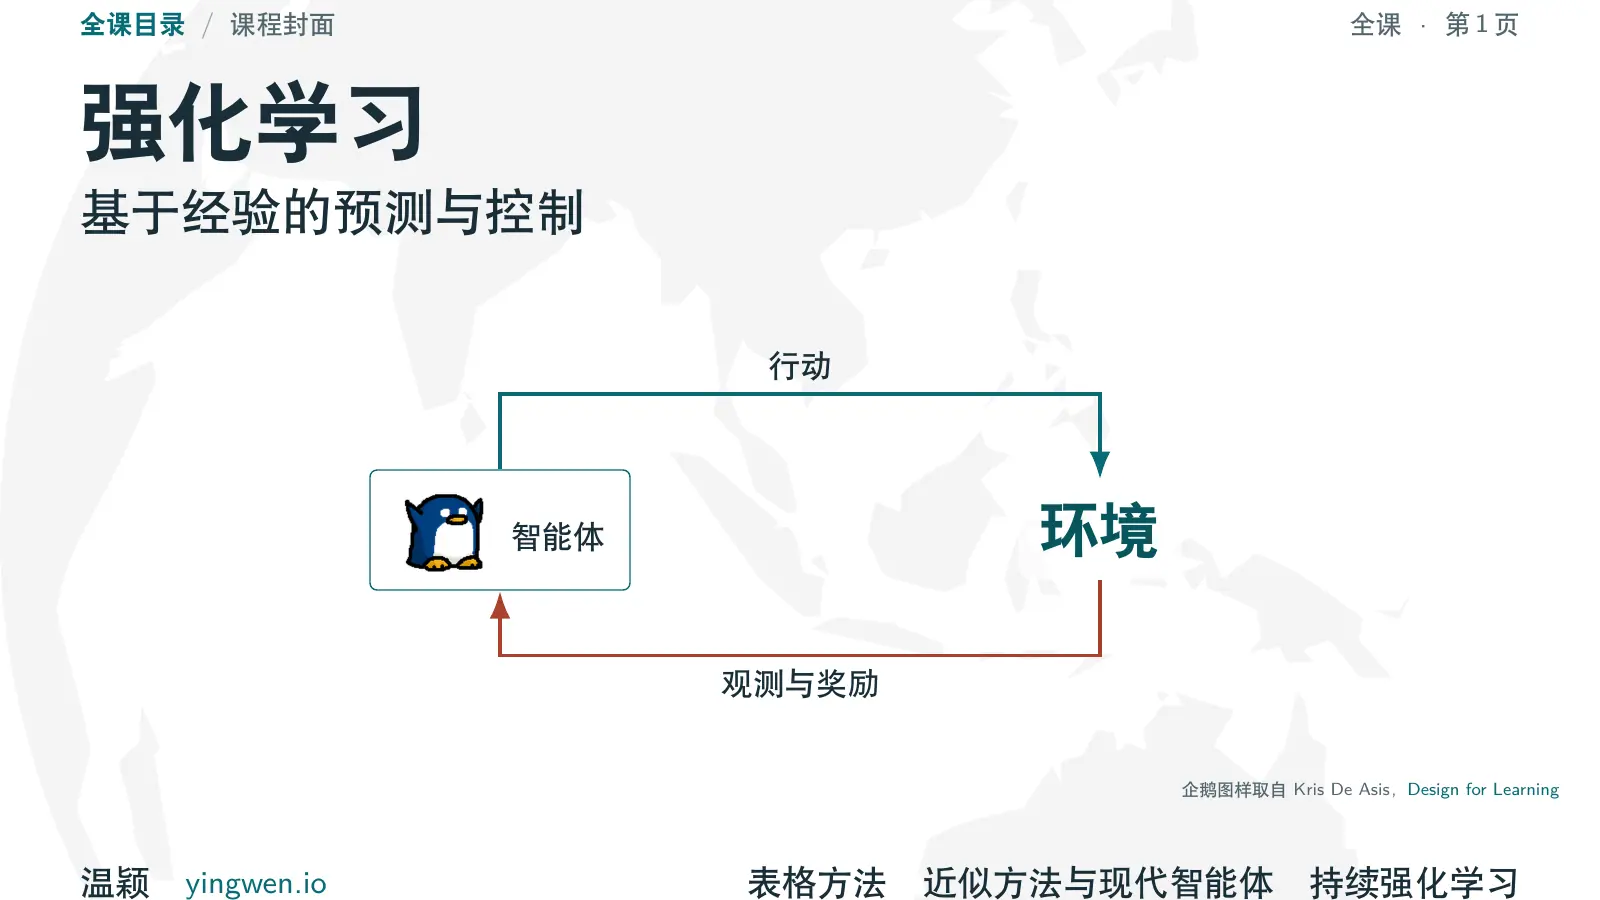 全课目录 / 课程封面
全课 · 第 1 页
强化学习
基于经验的预测与控制
行动
智能体
环境
观测与奖励
企鹅图样取自 Kris De Asis, Design for Learning
温颖 yingwen.io
表格方法 近似方法与现代智能体 持续强化学习